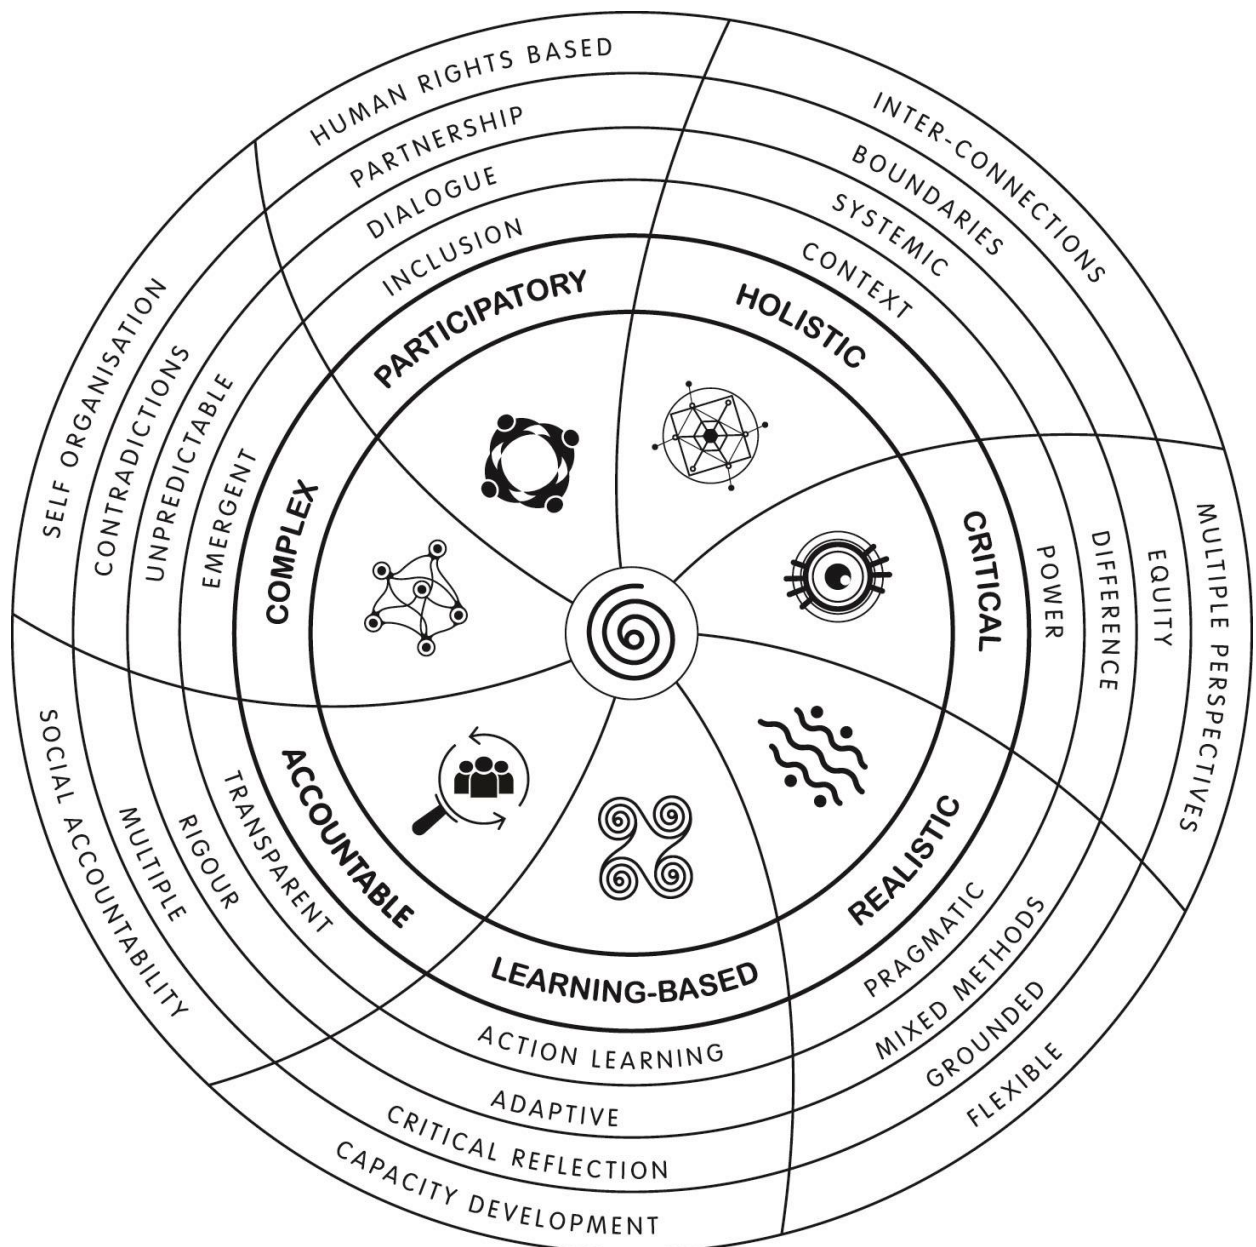 HUMAN RIGHTS BASED
PARTNERSHIP
DIALOGUE
INCLUSION
PARTICIPATORY
INTER-CONNECTIONS
BOUNDARIES
SYSTEMIC
CONTEXT
HOLISTIC
MULTIPLE PERSPECTIVES
EQUITY
DIFFERENCE
POWER
CRITICAL
REALISTIC
PRAGMATIC
MIXED METHODS
GROUNDED
FLEXIBLE
LEARNING-BASED
ACTION LEARNING
ADAPTIVE
CRITICAL REFLECTION
CAPACITY DEVELOPMENT
ACCOUNTABLE
TRANSPARENT
RIGOUR
MULTIPLE
SOCIAL ACCOUNTABILITY
SELF ORGANISATION
CONTRADICTIONS
UNPREDICTABLE
EMERGENT
COMPLEX